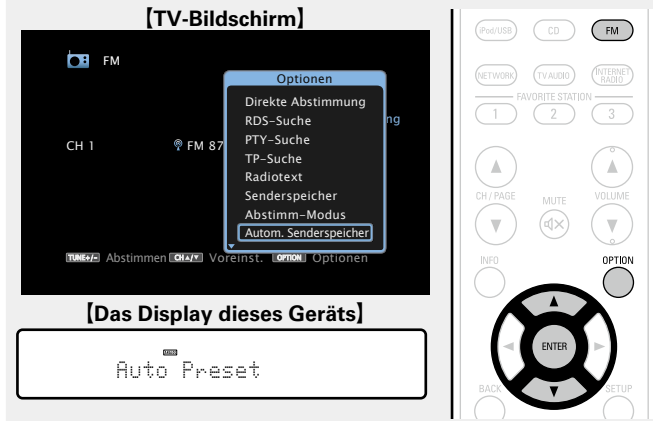 【TV-Bildschirm】
FM
Optionen
Direkte Abstimmung
RDS-Suche
ng
PTY-Suche
CH 1
FM 87
TP-Suche
Radiotext
Senderspeicher
Abstimm-Modus
Autom. Senderspeicher
TUNE+/- Abstimmen CH▲/▼ Voreinst. OPTION Optionen
【Das Display dieses Geräts】
Auto Preset
iPod/USB CD FM
NETWORK TV AUDIO INTERNET RADIO
FAVORITE STATION
1 2 3
CH / PAGE MUTE VOLUME
INFO OPTION
ENTER
BACK SETUP